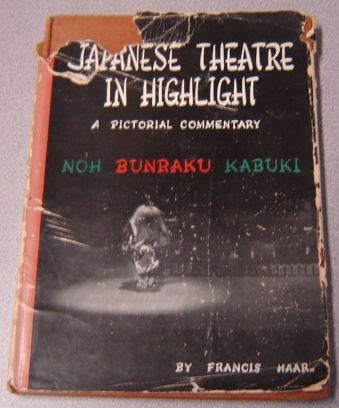 JAPANESE THEATRE
IN HIGHLIGHT
A PICTORIAL COMMENTARY
NOH BUNRAKU KABUKI
BY FRANCIS HAAR